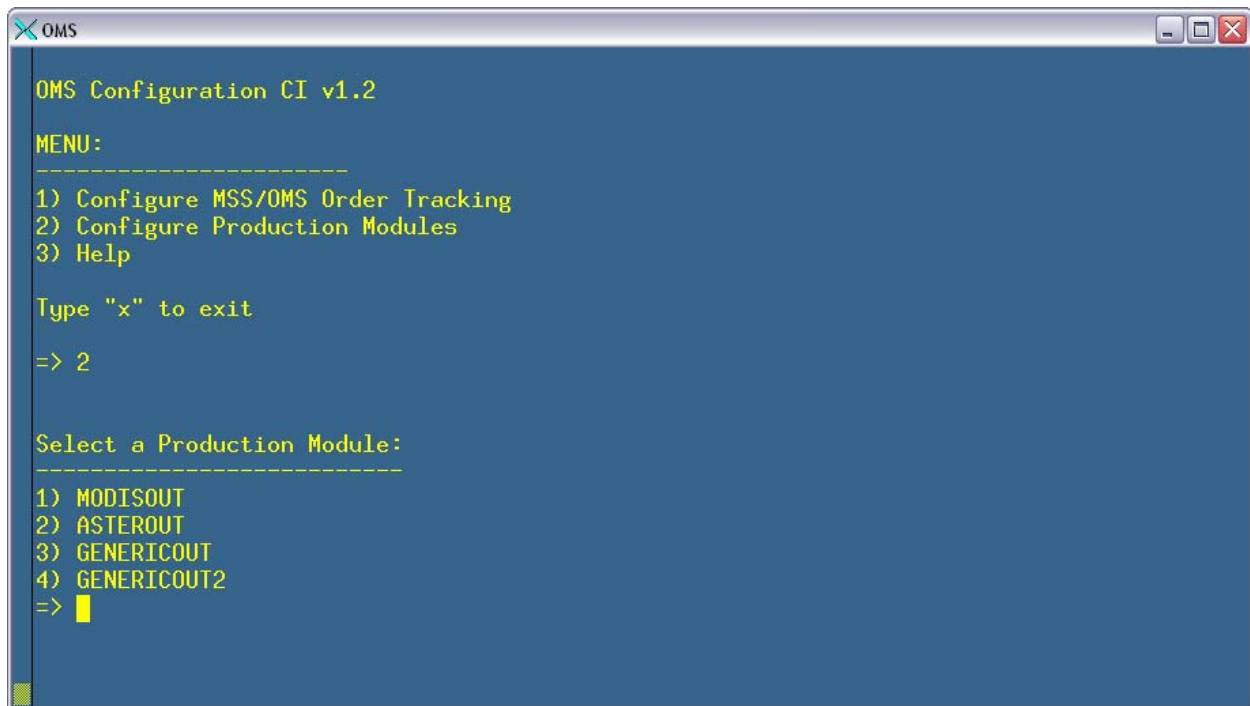 OMS
OMS Configuration CI v1.2
MENU:
-----------------------
1) Configure MSS/OMS Order Tracking
2) Configure Production Modules
3) Help
Type "x" to exit
=> 2
Select a Production Module:
---------------------------
1) MODISOUT
2) ASTEROUT
3) GENERICOUT
4) GENERICOUT2
=>